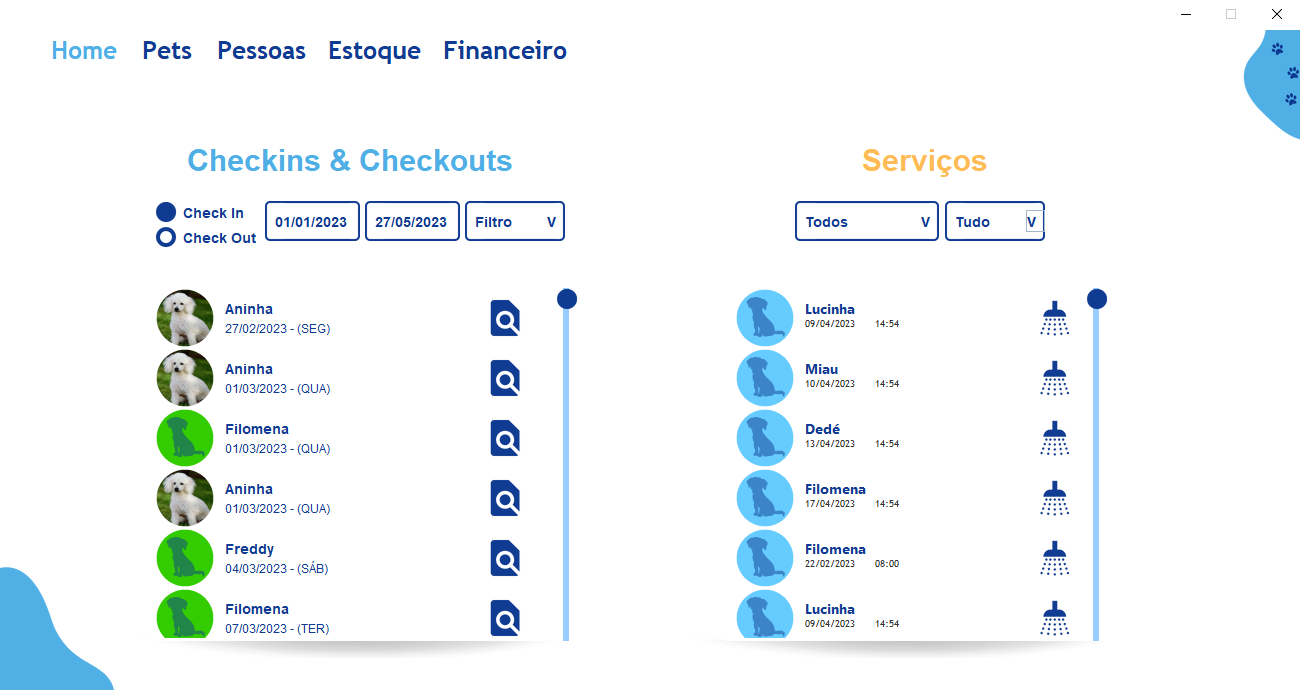 Home Pets Pessoas Estoque Financeiro
Checkins & Checkouts
Check In
Check Out
01/01/2023 27/05/2023 Filtro V
Aninha
27/02/2023 - (SEG)
Aninha
01/03/2023 - (QUA)
Filomena
01/03/2023 - (QUA)
Aninha
01/03/2023 - (QUA)
Freddy
04/03/2023 - (SÁB)
Filomena
07/03/2023 - (TER)
Serviços
Todos V Tudo V
Lucinha
09/04/2023 14:54
Miau
10/04/2023 14:54
Dedé
13/04/2023 14:54
Filomena
17/04/2023 14:54
Filomena
22/02/2023 08:00
Lucinha
09/04/2023 14:54